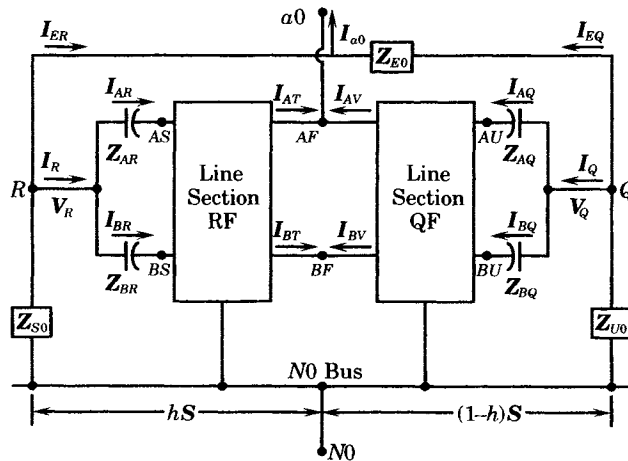 a0
I_ER
I_a0
I_EQ
Z_E0
I_AR
I_AT
I_AV
I_AQ
AS
AF
AU
Z_AR
Z_AQ
Line
Section
RF
Line
Section
QF
I_R
I_Q
R
V_R
V_Q
Q
I_BR
I_BT
I_BV
I_BQ
BS
BF
BU
Z_BR
Z_BQ
Z_S0
Z_U0
N0 Bus
hS
(1-h)S
N0